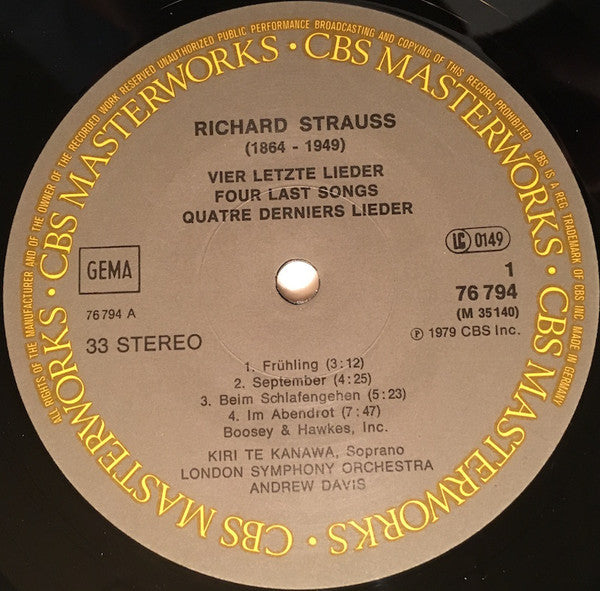 ALL RIGHTS OF THE MANUFACTURER AND OF THE OWNER OF THE RECORDED WORK RESERVED UNAUTHORIZED PUBLIC PERFORMANCE BROADCASTING AND COPYING OF THIS RECORD PROHIBITED
CBS IS A REG. TRADEMARK OF CBS INC MADE IN GERMANY
CBS MASTERWORKS · CBS MASTERWORKS · CBS MASTERWORKS · CBS MASTERWORKS ·
RICHARD STRAUSS
(1864 - 1949)
VIER LETZTE LIEDER
FOUR LAST SONGS
QUATRE DERNIERS LIEDER
GEMA
LC 0149
76 794 A
1
76 794
(M 35 140)
33 STEREO
℗ 1979 CBS Inc.
1. Frühling (3:12)
2. September (4:25)
3. Beim Schlafengehen (5:23)
4. Im Abendrot (7:47)
Boosey & Hawkes, Inc.
KIRI TE KANAWA, Soprano
LONDON SYMPHONY ORCHESTRA
ANDREW DAVIS